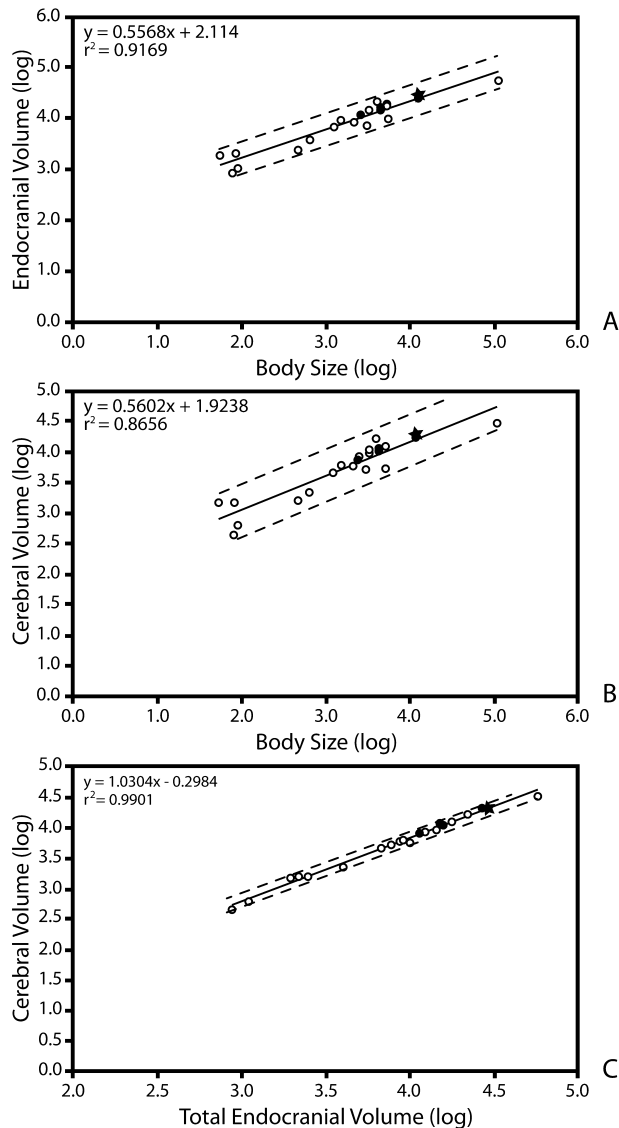 6.0
y = 0.5568x + 2.114
r2 = 0.9169
5.0
4.0
3.0
2.0
1.0
0.0
Endocranial Volume (log)
0.0 1.0 2.0 3.0 4.0 5.0 6.0
Body Size (log)
A
5.0
y = 0.5602x + 1.9238
r2 = 0.8656
4.5
4.0
3.0
2.5
2.0
1.5
1.0
1.0
0.0
Cerebral Volume (log)
0.0 1.0 2.0 3.0 4.0 5.0 6.0
Body Size (log)
B
5.0
y = 1.0304x - 0.2984
r2 = 0.9901
4.5
4.0
3.5
3.0
2.5
2.0
1.5
1.0
0.5
0.0
Cerebral Volume (log)
2.0 3.0 3.5 4.0 4.5 5.0
Total Endocranial Volume (log)
C